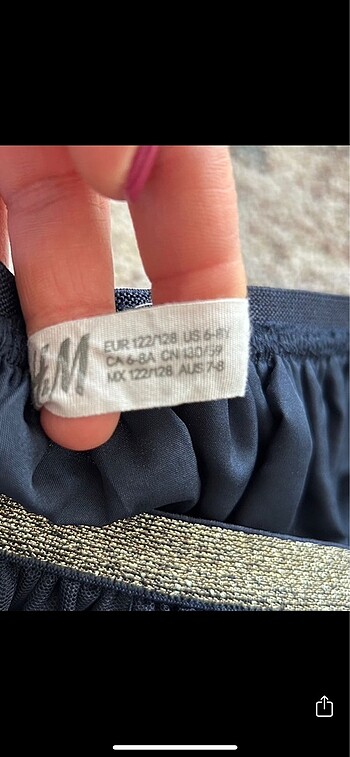 H&M
EUR 122/128 US 6-8Y
CA 6-8A CN 130/59
MX 122/128 AUS 7-8